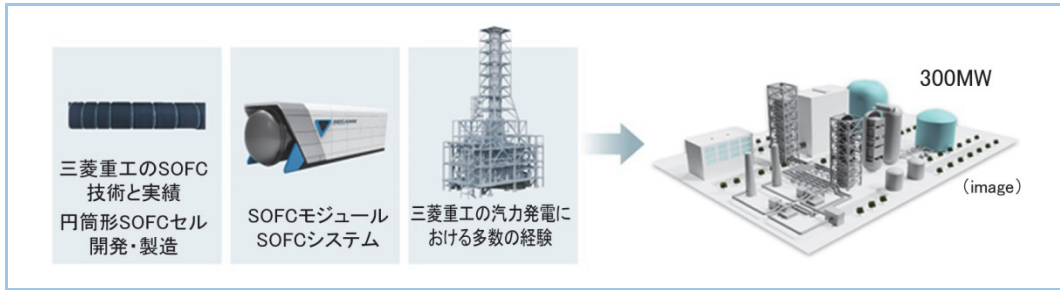 三菱重工のSOFC
技術と実績
円筒形SOFCセル
開発・製造
SOFCモジュール
SOFCシステム
三菱重工の汽力発電に
おける多数の経験
300MW
（image）